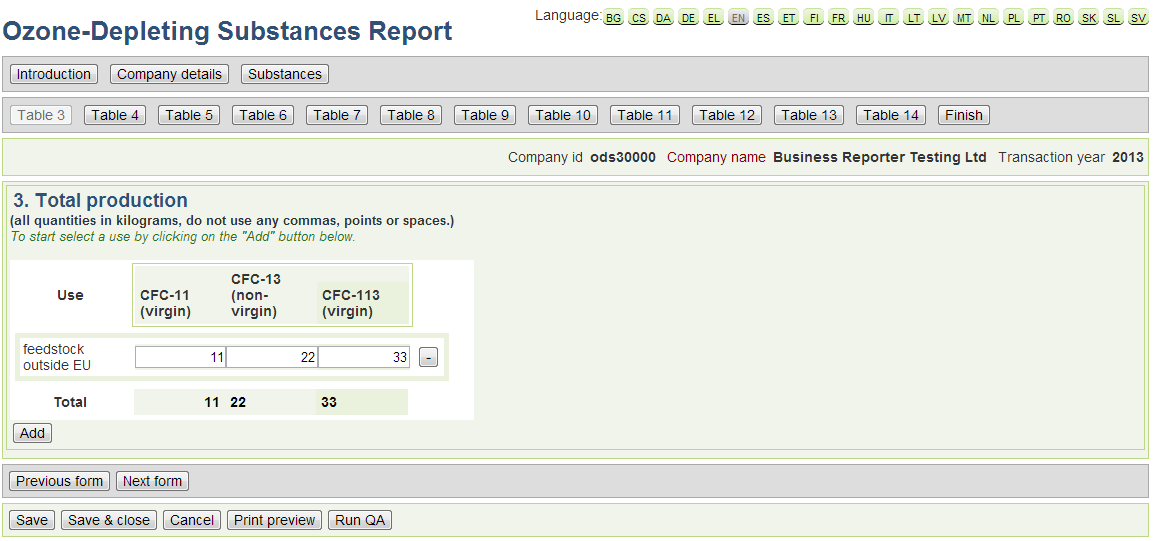 Language: BG CS DA DE EL EN ES ET FI FR HU IT LT LV MT NL PL PT RO SK SL SV
Ozone-Depleting Substances Report
Introduction Company details Substances
Table 3 Table 4 Table 5 Table 6 Table 7 Table 8 Table 9 Table 10 Table 11 Table 12 Table 13 Table 14 Finish
Company id ods30000 Company name Business Reporter Testing Ltd Transaction year 2013
3. Total production
(all quantities in kilograms, do not use any commas, points or spaces.)
To start select a use by clicking on the "Add" button below.
Use
CFC-11
(virgin)
CFC-13
(non-
virgin)
CFC-113
(virgin)
feedstock
outside EU
11 22 33 -
Total 11 22 33
Add
Previous form Next form
Save Save & close Cancel Print preview Run QA